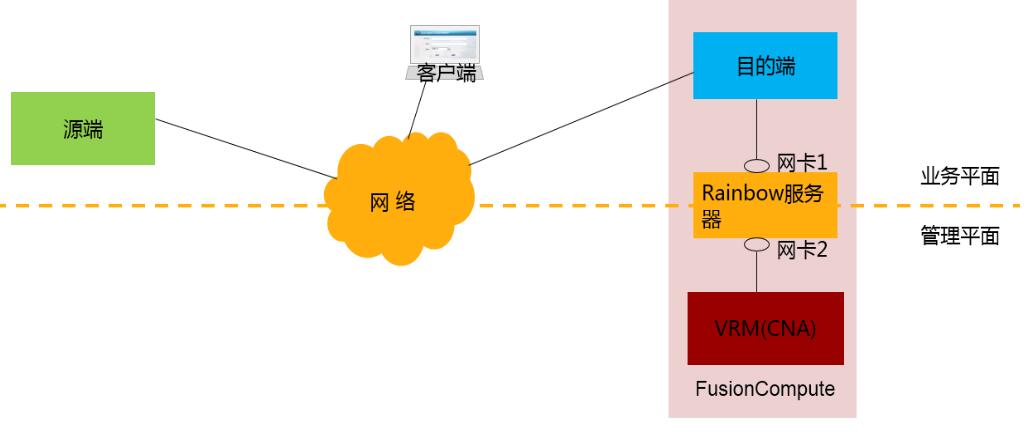 客户端
目的端
源端
网卡1
业务平面
网 络
Rainbow服务
器
管理平面
网卡2
VRM(CNA)
FusionCompute